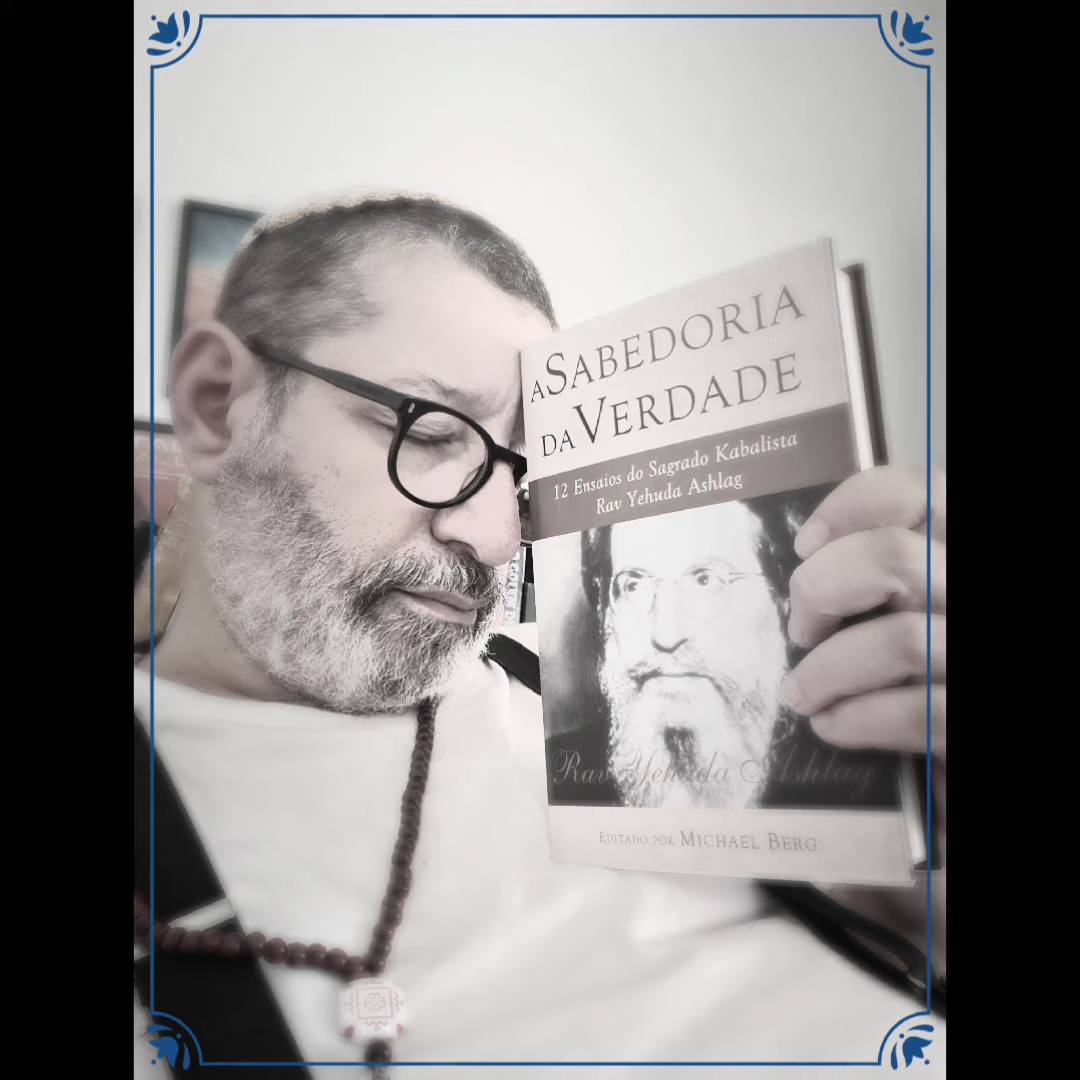 A SABEDORIA
DA VERDADE
12 Ensaios do Sagrado Kabalista
Rav Yehuda Ashlag
Rav Yehuda Ashlag
EDITADO POR MICHAEL BERG